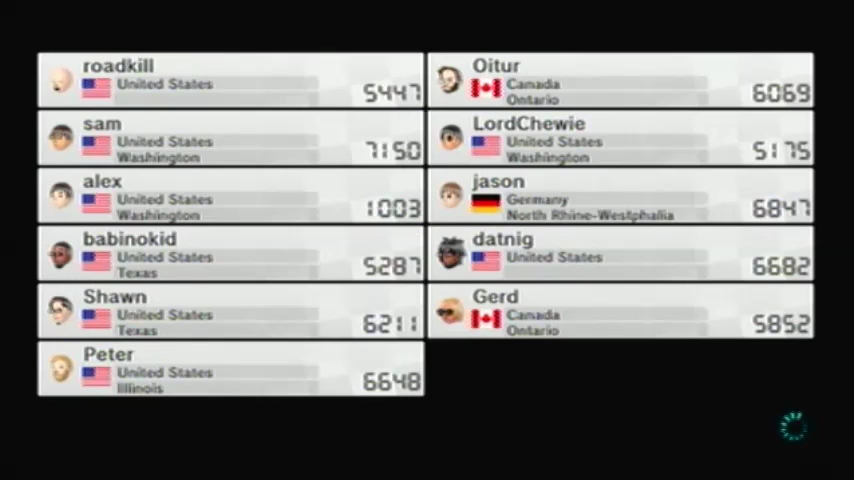 roadkill
United States
5447
Oitur
Canada
Ontario
6069
sam
United States
Washington
7150
LordChewie
United States
Washington
5175
alex
United States
Washington
1003
jason
Germany
North Rhine-Westphalia
6847
babinokid
United States
Texas
5287
datnig
United States
6682
Shawn
United States
Texas
6211
Gerd
Canada
Ontario
5852
Peter
United States
Illinois
6648